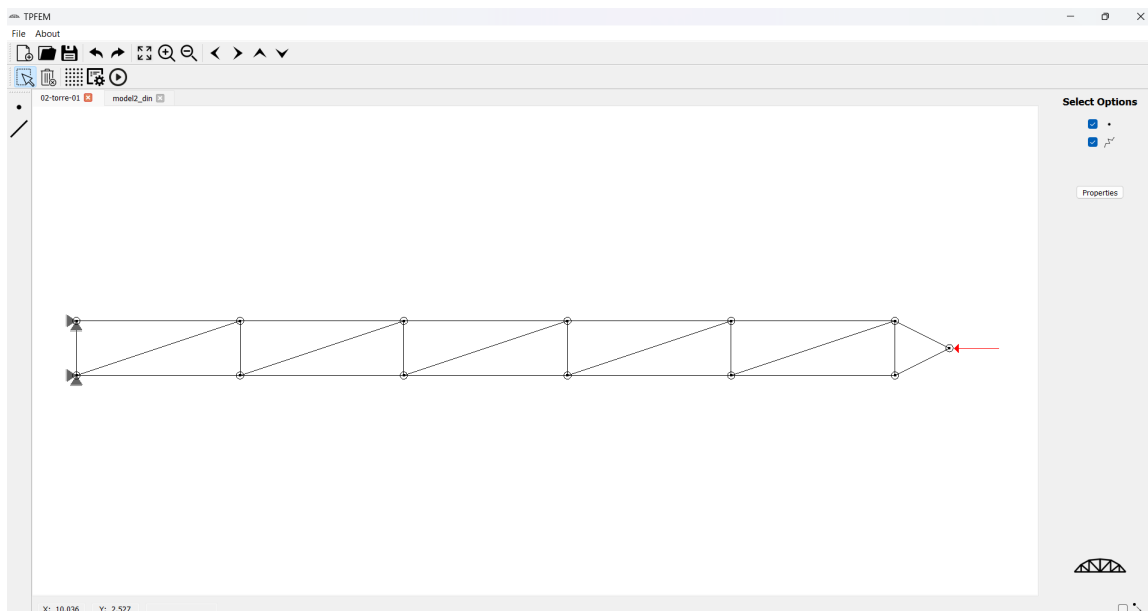 TPFEM
File About
02-torre-01 model2_din
Select Options
Properties
X: 10.036 Y: 2.527